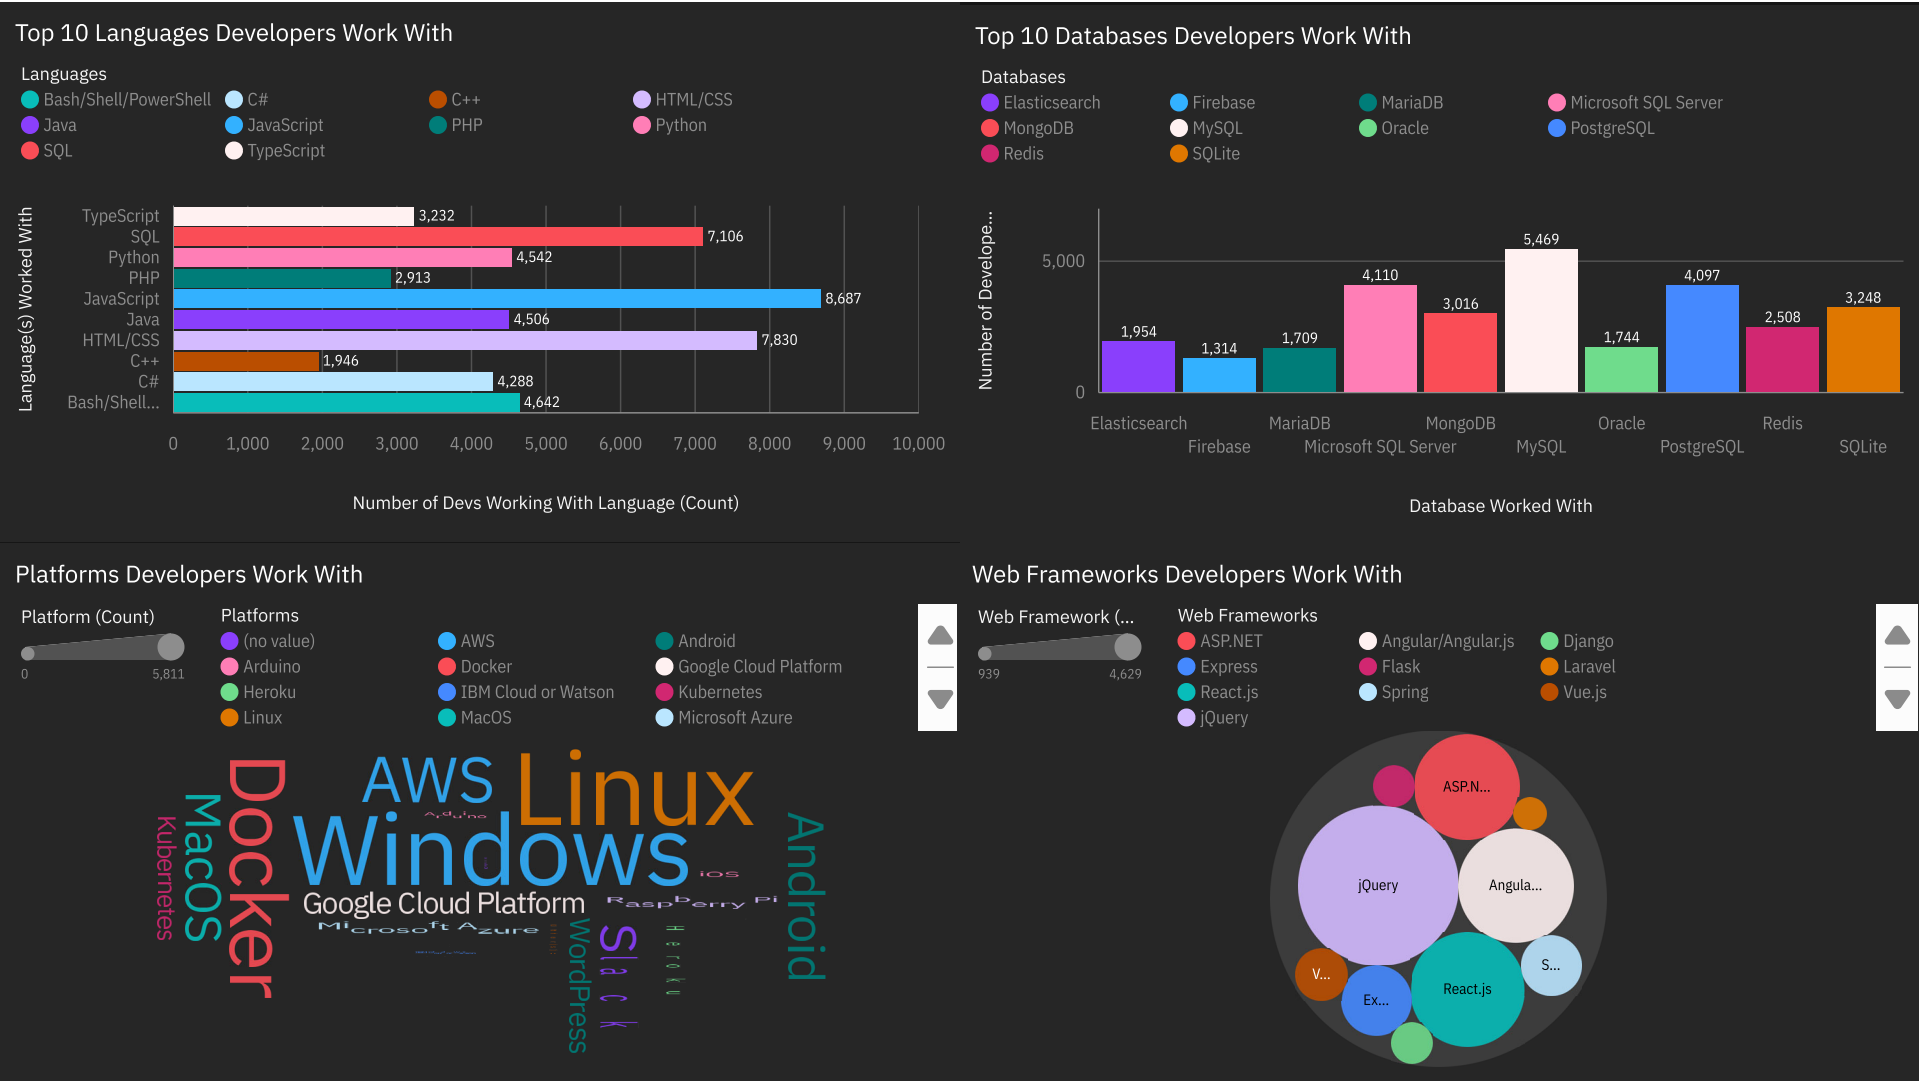 Top 10 Languages Developers Work With
Languages
Bash/Shell/PowerShell C# C++ HTML/CSS
Java JavaScript PHP Python
SQL TypeScript
Language(s) Worked With
TypeScript 3,232
SQL 7,106
Python 4,542
PHP 2,913
JavaScript 8,687
Java 4,506
HTML/CSS 7,830
C++ 1,946
C# 4,288
Bash/Shell... 4,642
0 1,000 2,000 3,000 4,000 5,000 6,000 7,000 8,000 9,000 10,000
Number of Devs Working With Language (Count)
Top 10 Databases Developers Work With
Databases
Elasticsearch Firebase MariaDB Microsoft SQL Server
MongoDB MySQL Oracle PostgreSQL
Redis SQLite
Number of Develope...
5,000
0
1,954 1,314 1,709 4,110 3,016 5,469 1,744 4,097 2,508 3,248
Elasticsearch MariaDB MongoDB Oracle Redis
Firebase Microsoft SQL Server MySQL PostgreSQL SQLite
Database Worked With
Platforms Developers Work With
Platform (Count)
0 5,811
Platforms
(no value) AWS Android
Arduino Docker Google Cloud Platform
Heroku IBM Cloud or Watson Kubernetes
Linux MacOS Microsoft Azure
Kubernetes
MacOS
Docker
AWS
Linux
Arduino
Windows
iOS
Android
Google Cloud Platform
Raspberry Pi
Microsoft Azure
WordPress
Slack
Heroku
Web Frameworks Developers Work With
Web Framework (...
939 4,629
Web Frameworks
ASP.NET Angular/Angular.js Django
Express Flask Laravel
React.js Spring Vue.js
jQuery
ASP.N...
jQuery
Angula...
S...
V...
React.js
Ex...